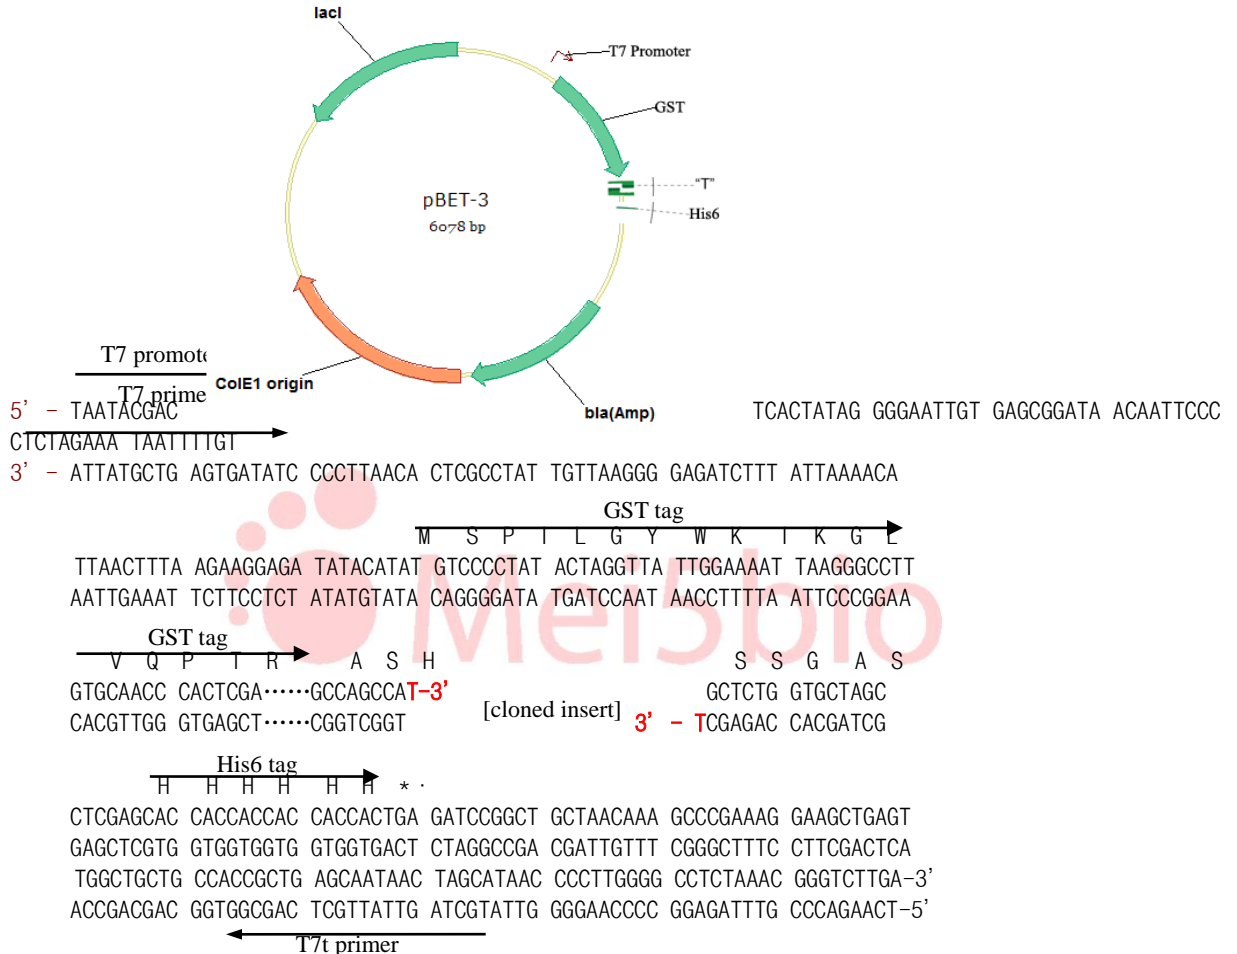 lacI
T7 Promoter
GST
"T"
His6
pBET-3
6078 bp
ColE1 origin
bla(Amp)
T7 promote
T7 prime
5' - TAATACGAC TCACTATAG GGGAATTGT GAGCGGATA ACAATTCCC
CTCTAGAAA TAATTTTGT
3' - ATTATGCTG AGTGATATC CCCTTAACA CTCGCCTAT TGTTAAGGG GAGATCTTT ATTAAAACA
GST tag
M S P I L G Y W K I K G L
TTAACTTTA AGAAGGAGA TATACATAT GTCCCCTAT ACTAGGTTA TTGGAAAAT TAAGGGCCTT
AATTGAAAT TCTTCCTCT ATATGTATA CAGGGGATA TGATCCAAT AACCTTTTA ATTCCCGGAA
Mei5bio
GST tag
V Q P T R A S H S S G A S
GTGCAACC CACTCGA······GCCAGCCAT-3' GCTCTG GTGCTAGC
[cloned insert]
CACGTTGG GTGAGCT······CGGTCGGT 3' - TCGAGAC CACGATCG
His6 tag
H H H H H H * ·
CTCGAGCAC CACCACCAC CACCACTGA GATCCGGCT GCTAACAAA GCCCGAAAG GAAGCTGAGT
GAGCTCGTG GTGGTGGTG GTGGTGACT CTAGGCCGA CGATTGTTT CGGGCTTTC CTTCGACTCA
TGGCTGCTG CCACCGCTG AGCAATAAC TAGCATAAC CCCTTGGGG CCTCTAAAC GGGTCTTGA-3'
ACCGACGAC GGTGGCGAC TCGTTATTG ATCGTATTG GGGAACCCC GGAGATTTG CCCAGAACT-5'
T7t primer